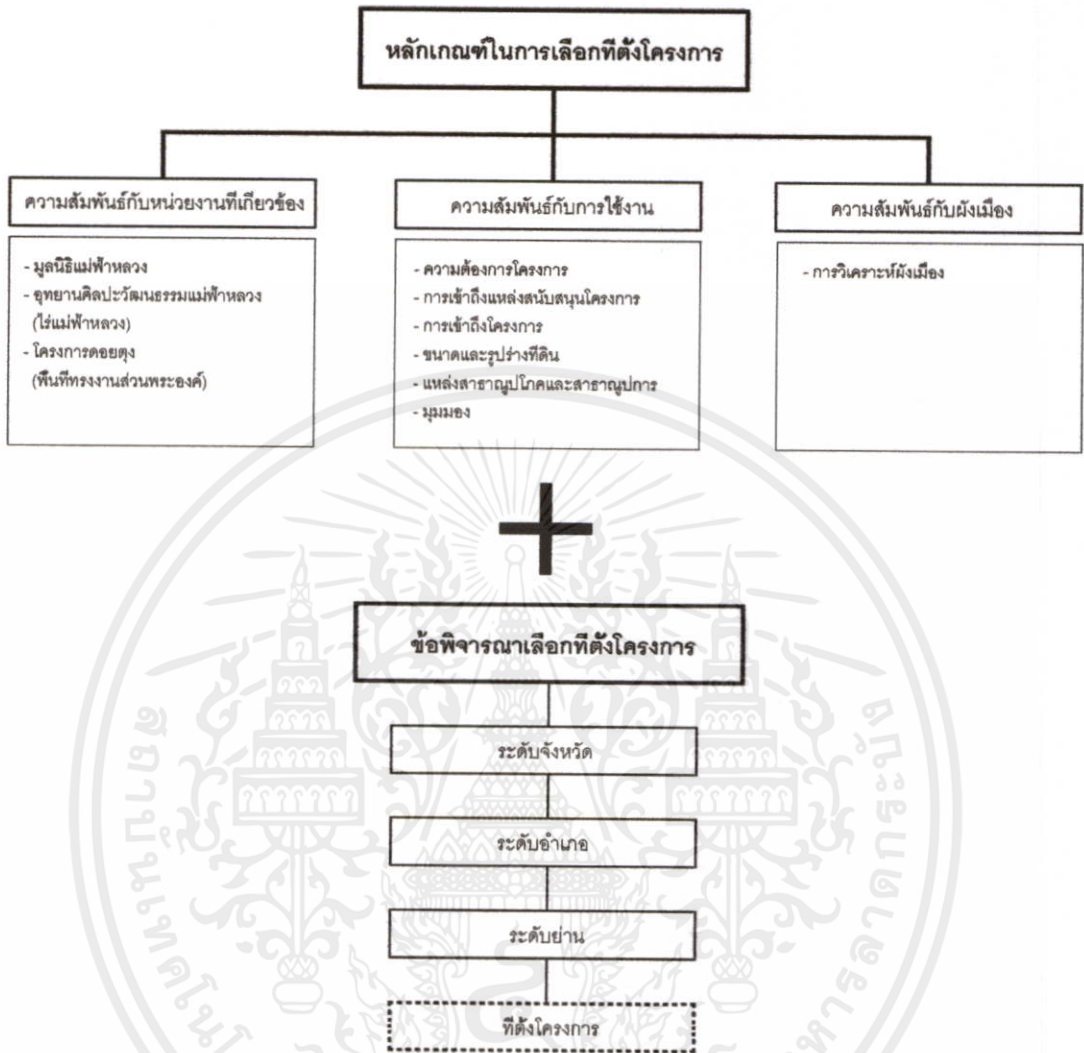 หลักเกณฑ์ในการเลือกที่ตั้งโครงการ
ความสัมพันธ์กับหน่วยงานที่เกี่ยวข้อง
- มูลนิธิแม่ฟ้าหลวง
- อุทยานศิลปะวัฒนธรรมแม่ฟ้าหลวง
(ไร่แม่ฟ้าหลวง)
- โครงการดอยตุง
(พื้นที่ทรงงานส่วนพระองค์)
ความสัมพันธ์กับการใช้งาน
- ความต้องการโครงการ
- การเข้าถึงแหล่งสนับสนุนโครงการ
- การเข้าถึงโครงการ
- ขนาดและรูปร่างที่ดิน
- แหล่งสาธาณูปโภคและสาธาณูปการ
- มุมมอง
ความสัมพันธ์กับผังเมือง
- การวิเคราะห์ผังเมือง
+
ข้อพิจารณาเลือกที่ตั้งโครงการ
ระดับจังหวัด
ระดับอำเภอ
ระดับย่าน
ที่ตั้งโครงการ